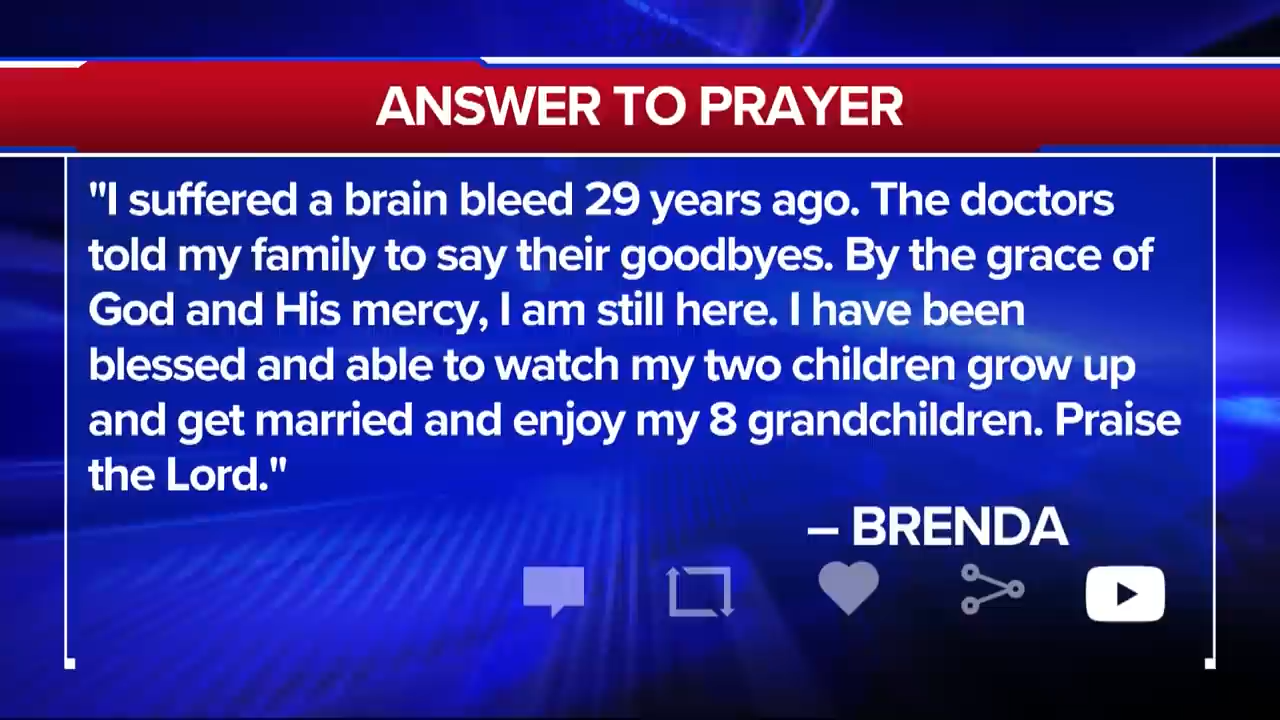 ANSWER TO PRAYER
"I suffered a brain bleed 29 years ago. The doctors
told my family to say their goodbyes. By the grace of
God and His mercy, I am still here. I have been
blessed and able to watch my two children grow up
and get married and enjoy my 8 grandchildren. Praise
the Lord."
– BRENDA